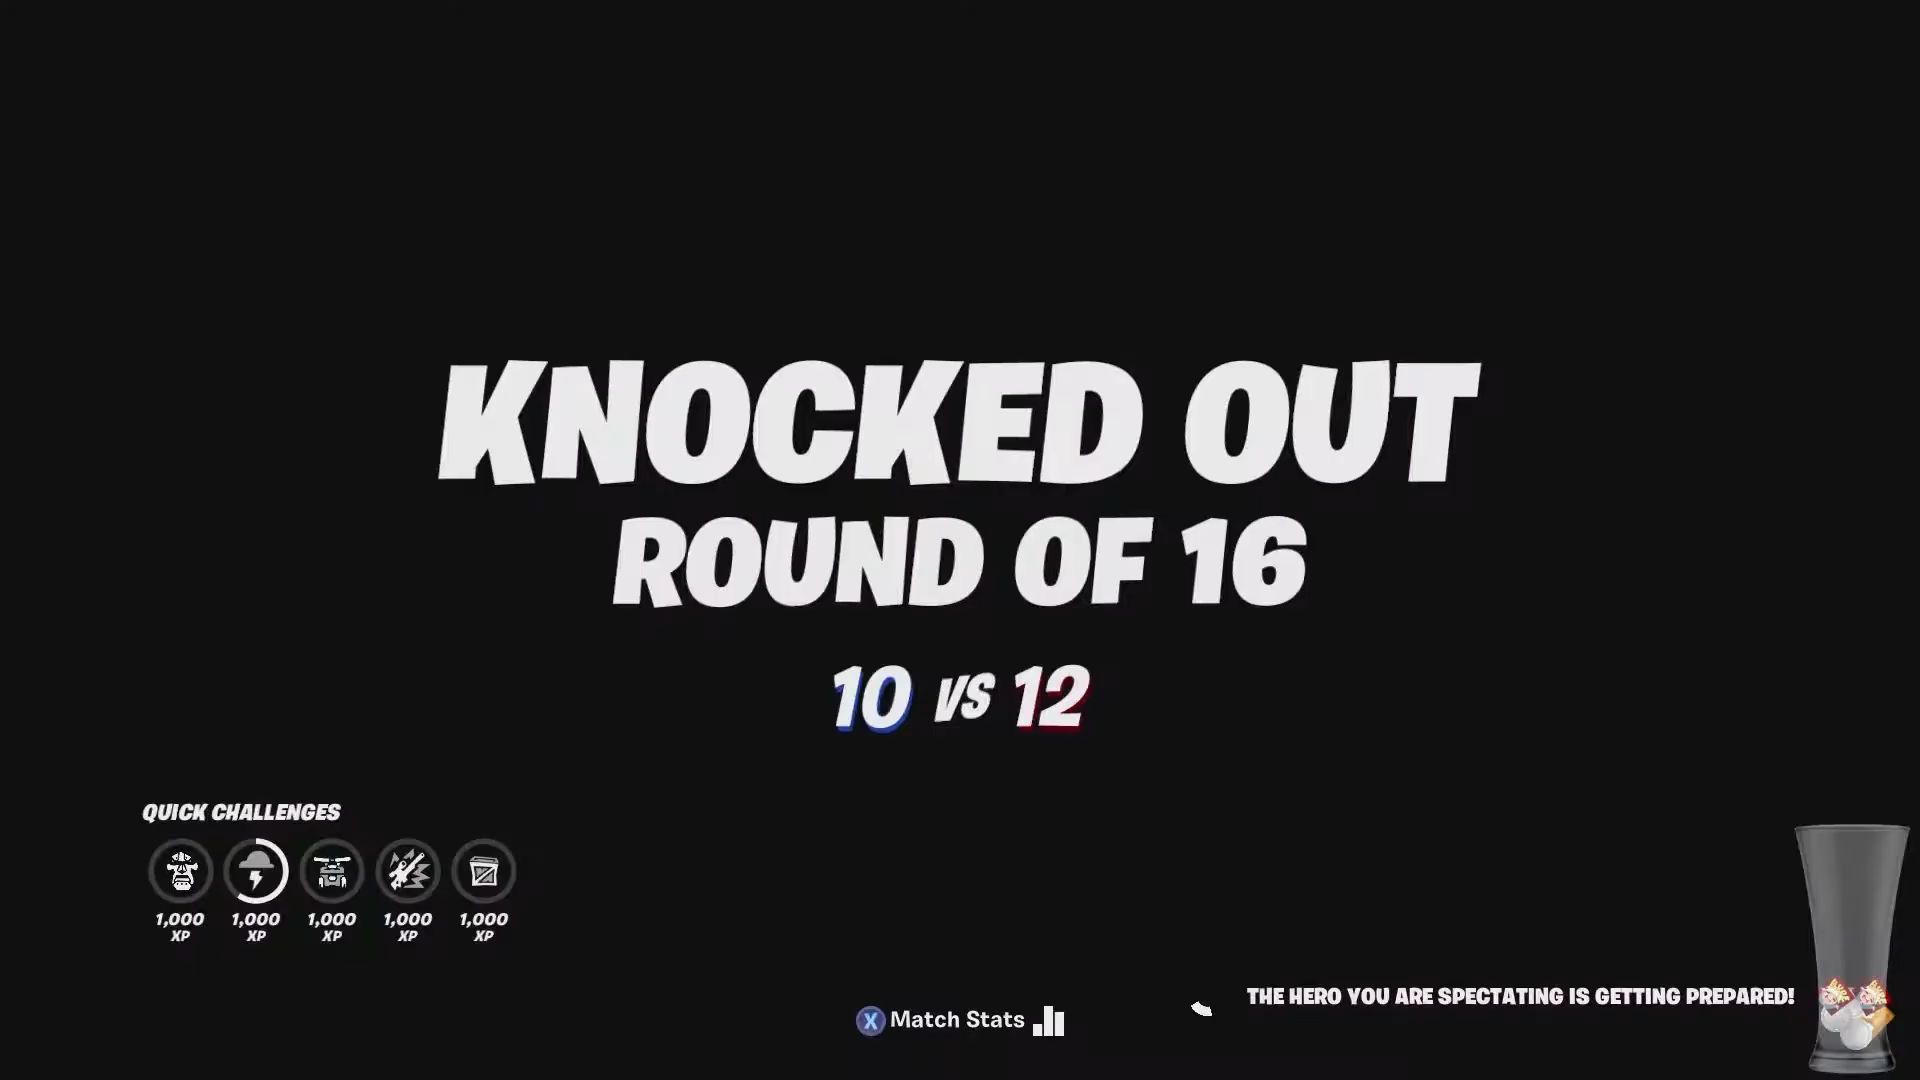 KNOCKED OUT
ROUND OF 16
10 VS 12
QUICK CHALLENGES
1,000 XP
1,000 XP
1,000 XP
1,000 XP
1,000 XP
THE HERO YOU ARE SPECTATING IS GETTING PREPARED!
X Match Stats